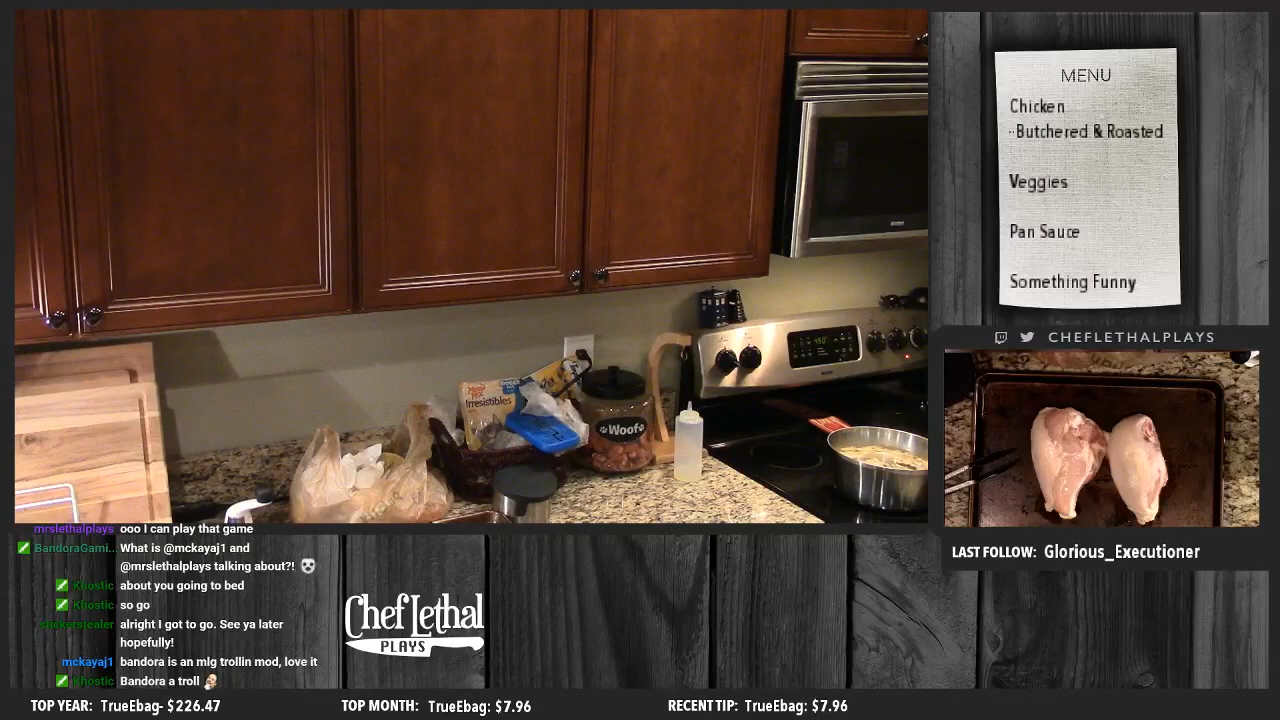 MENU
Chicken
-Butchered & Roasted
Veggies
Pan Sauce
Something Funny
CHEFLETHALPLAYS
450
Irresistibles
Woof
LAST FOLLOW: Glorious_Executioner
mrslethalplays ooo I can play that game
BandoraGami.. What is @mckayaj1 and
@mrslethalplays talking about?!
Khostic about you going to bed
Khostic so go
stickerstealer alright I got to go. See ya later
hopefully!
mckayaj1 bandora is an mlg trollin mod, love it
Khostic Bandora a troll
Chef Lethal
PLAYS
TOP YEAR: TrueEbag- $226.47
TOP MONTH: TrueEbag: $7.96
RECENT TIP: TrueEbag: $7.96